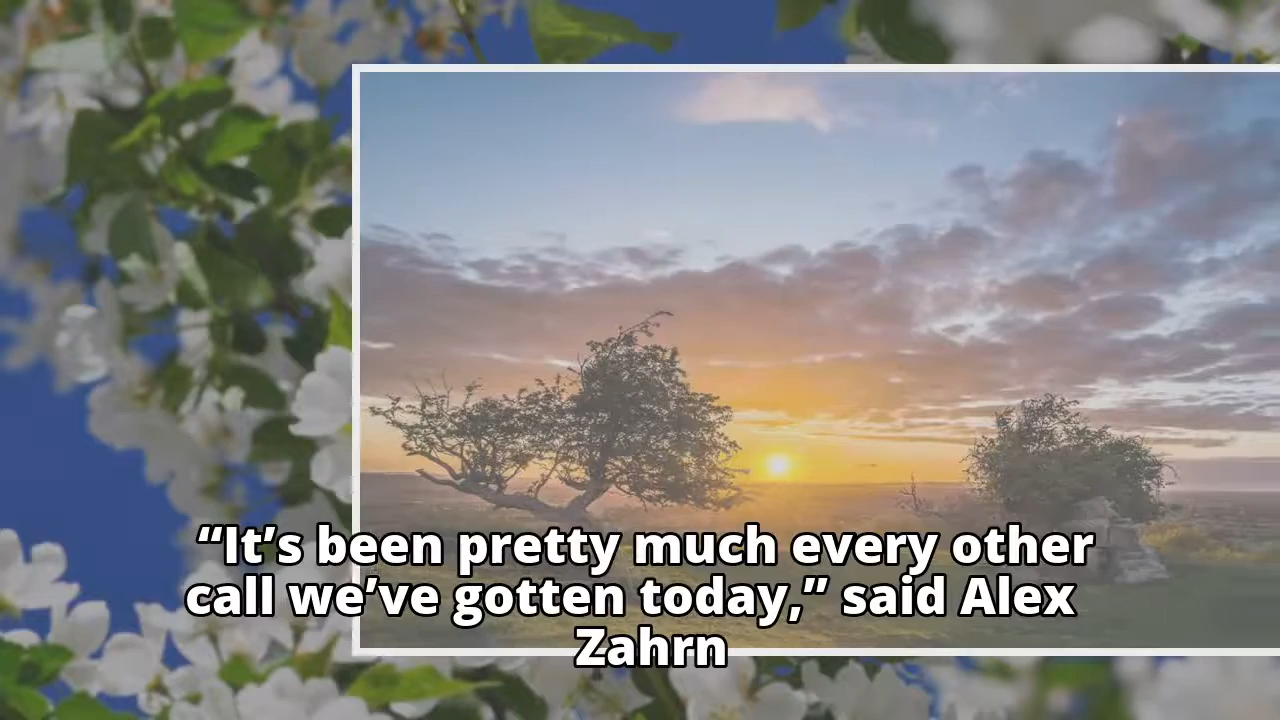 “It’s been pretty much every other
call we’ve gotten today,” said Alex
Zahrn